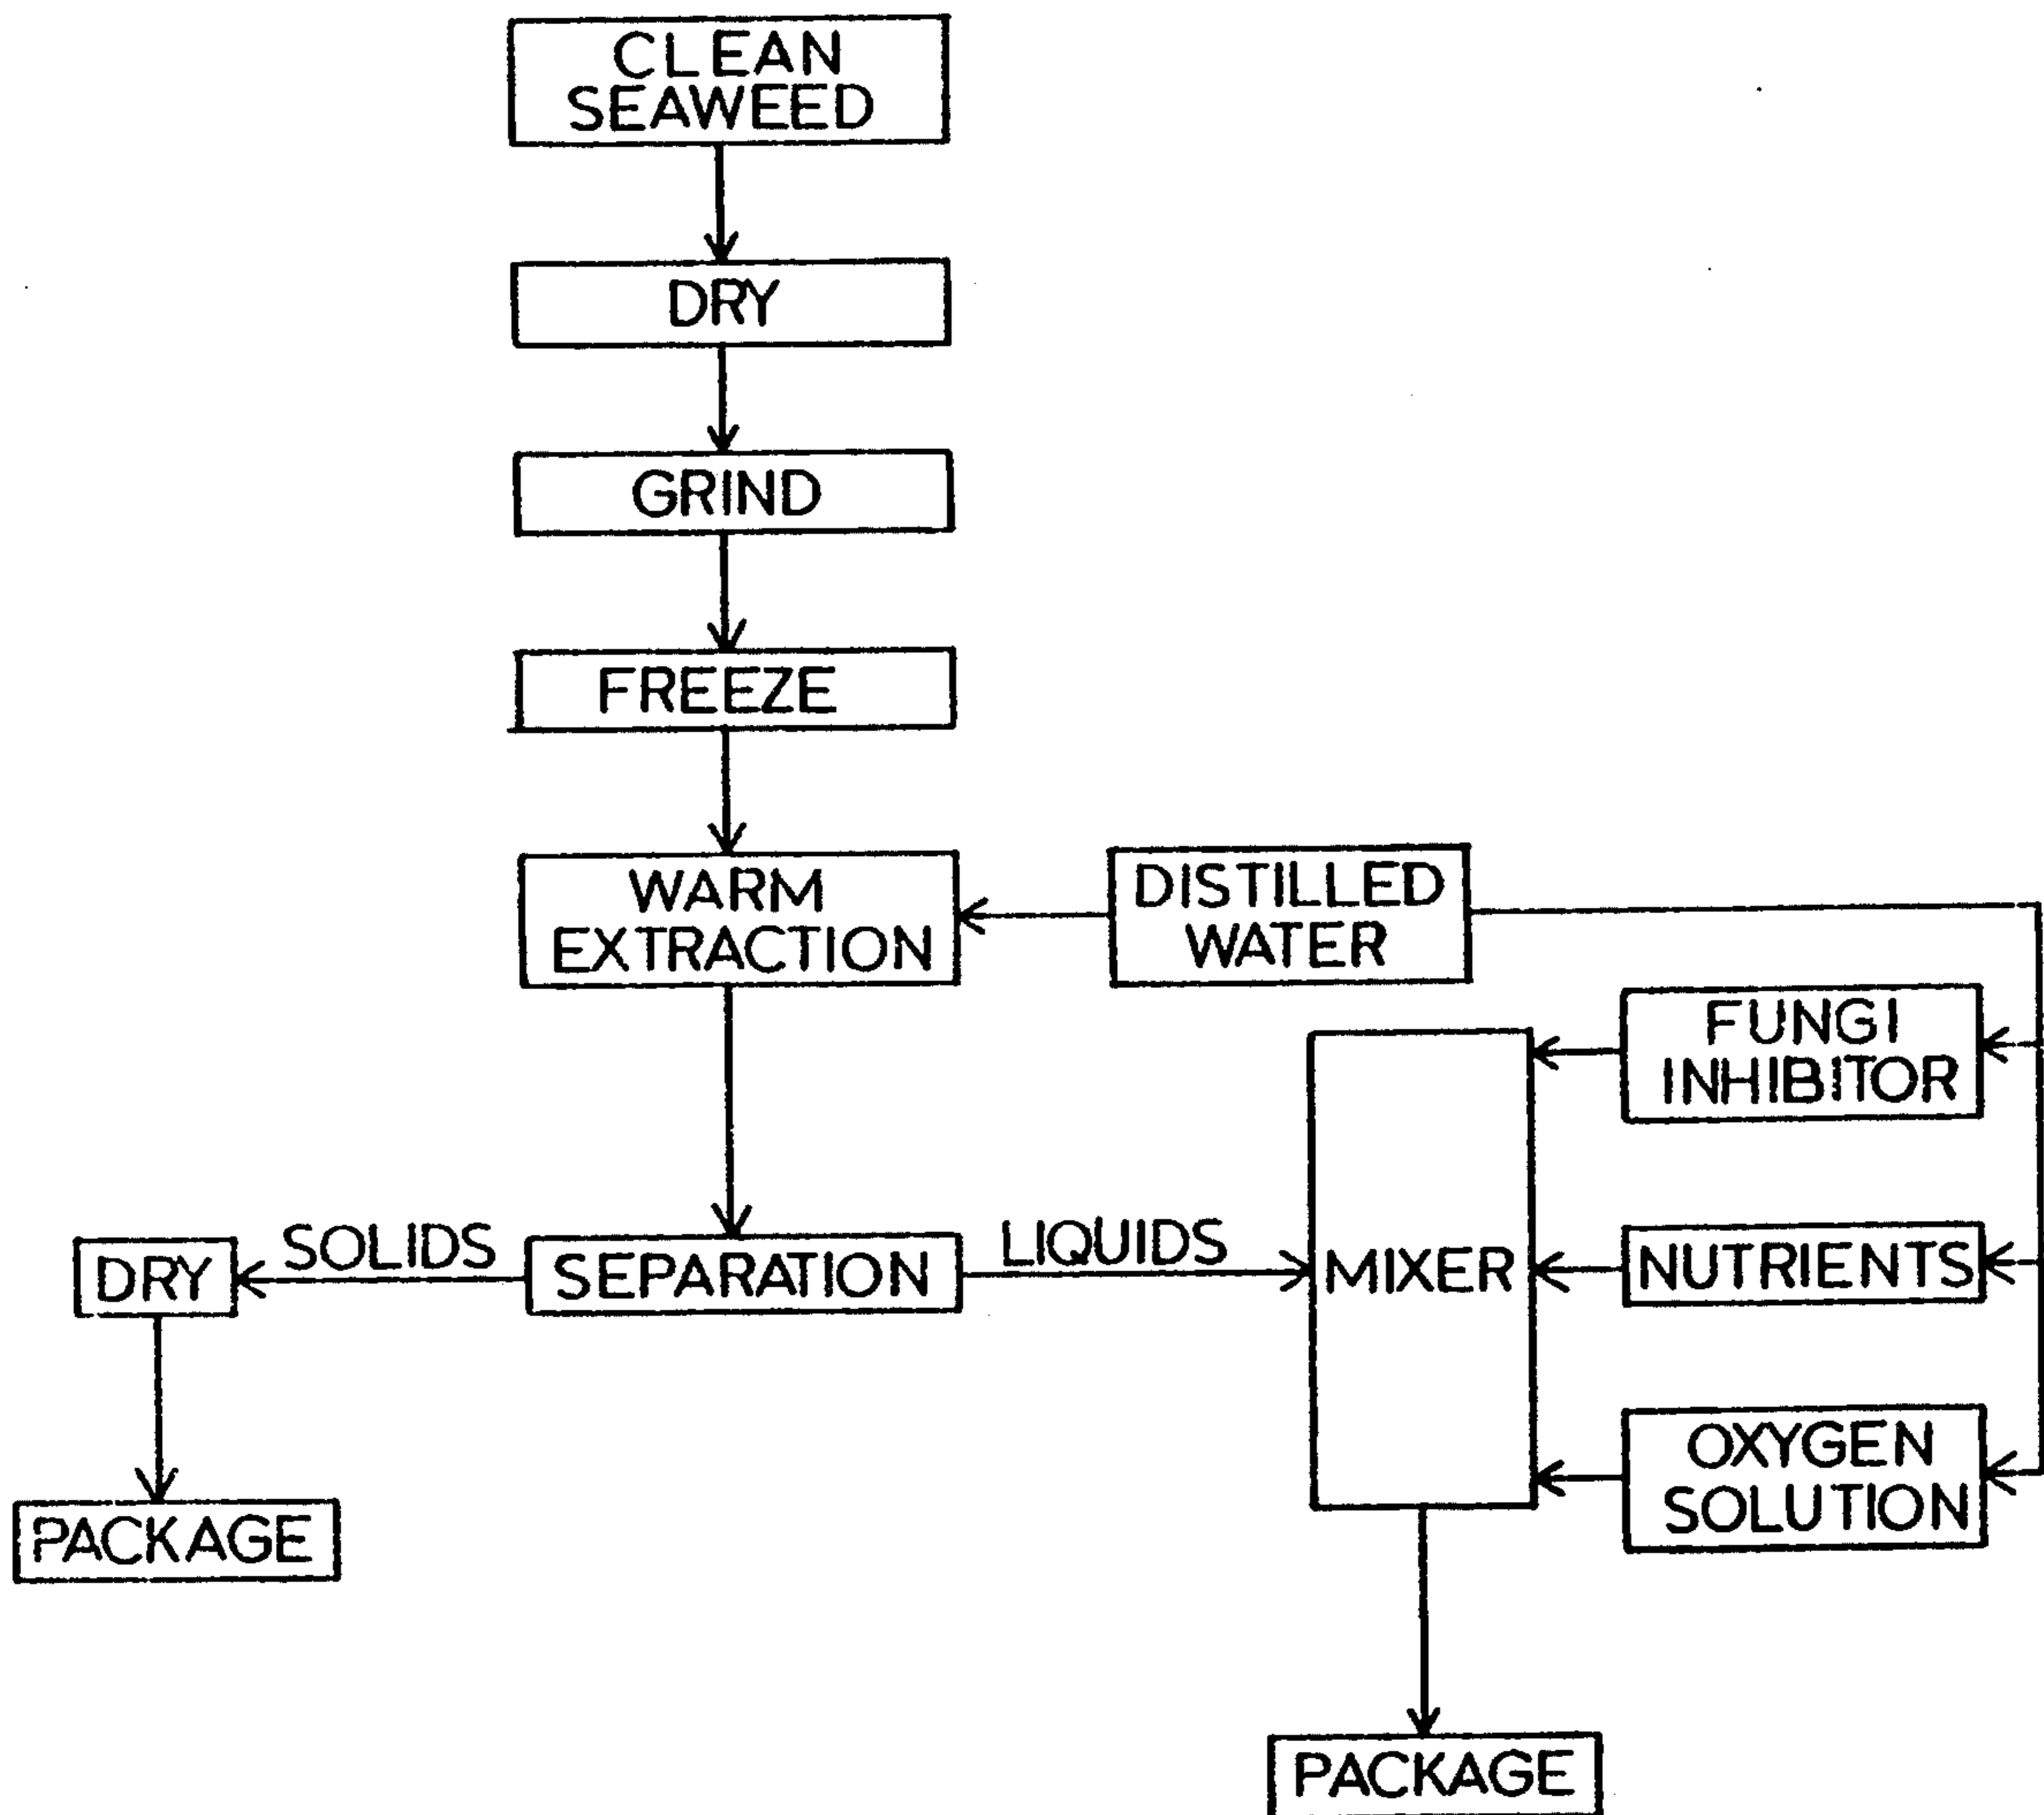 CLEAN
SEAWEED
DRY
GRIND
FREEZE
WARM
EXTRACTION
DISTILLED
WATER
FUNGI
INHIBITOR
DRY
SOLIDS
SEPARATION
LIQUIDS
MIXER
NUTRIENTS
OXYGEN
SOLUTION
PACKAGE
PACKAGE